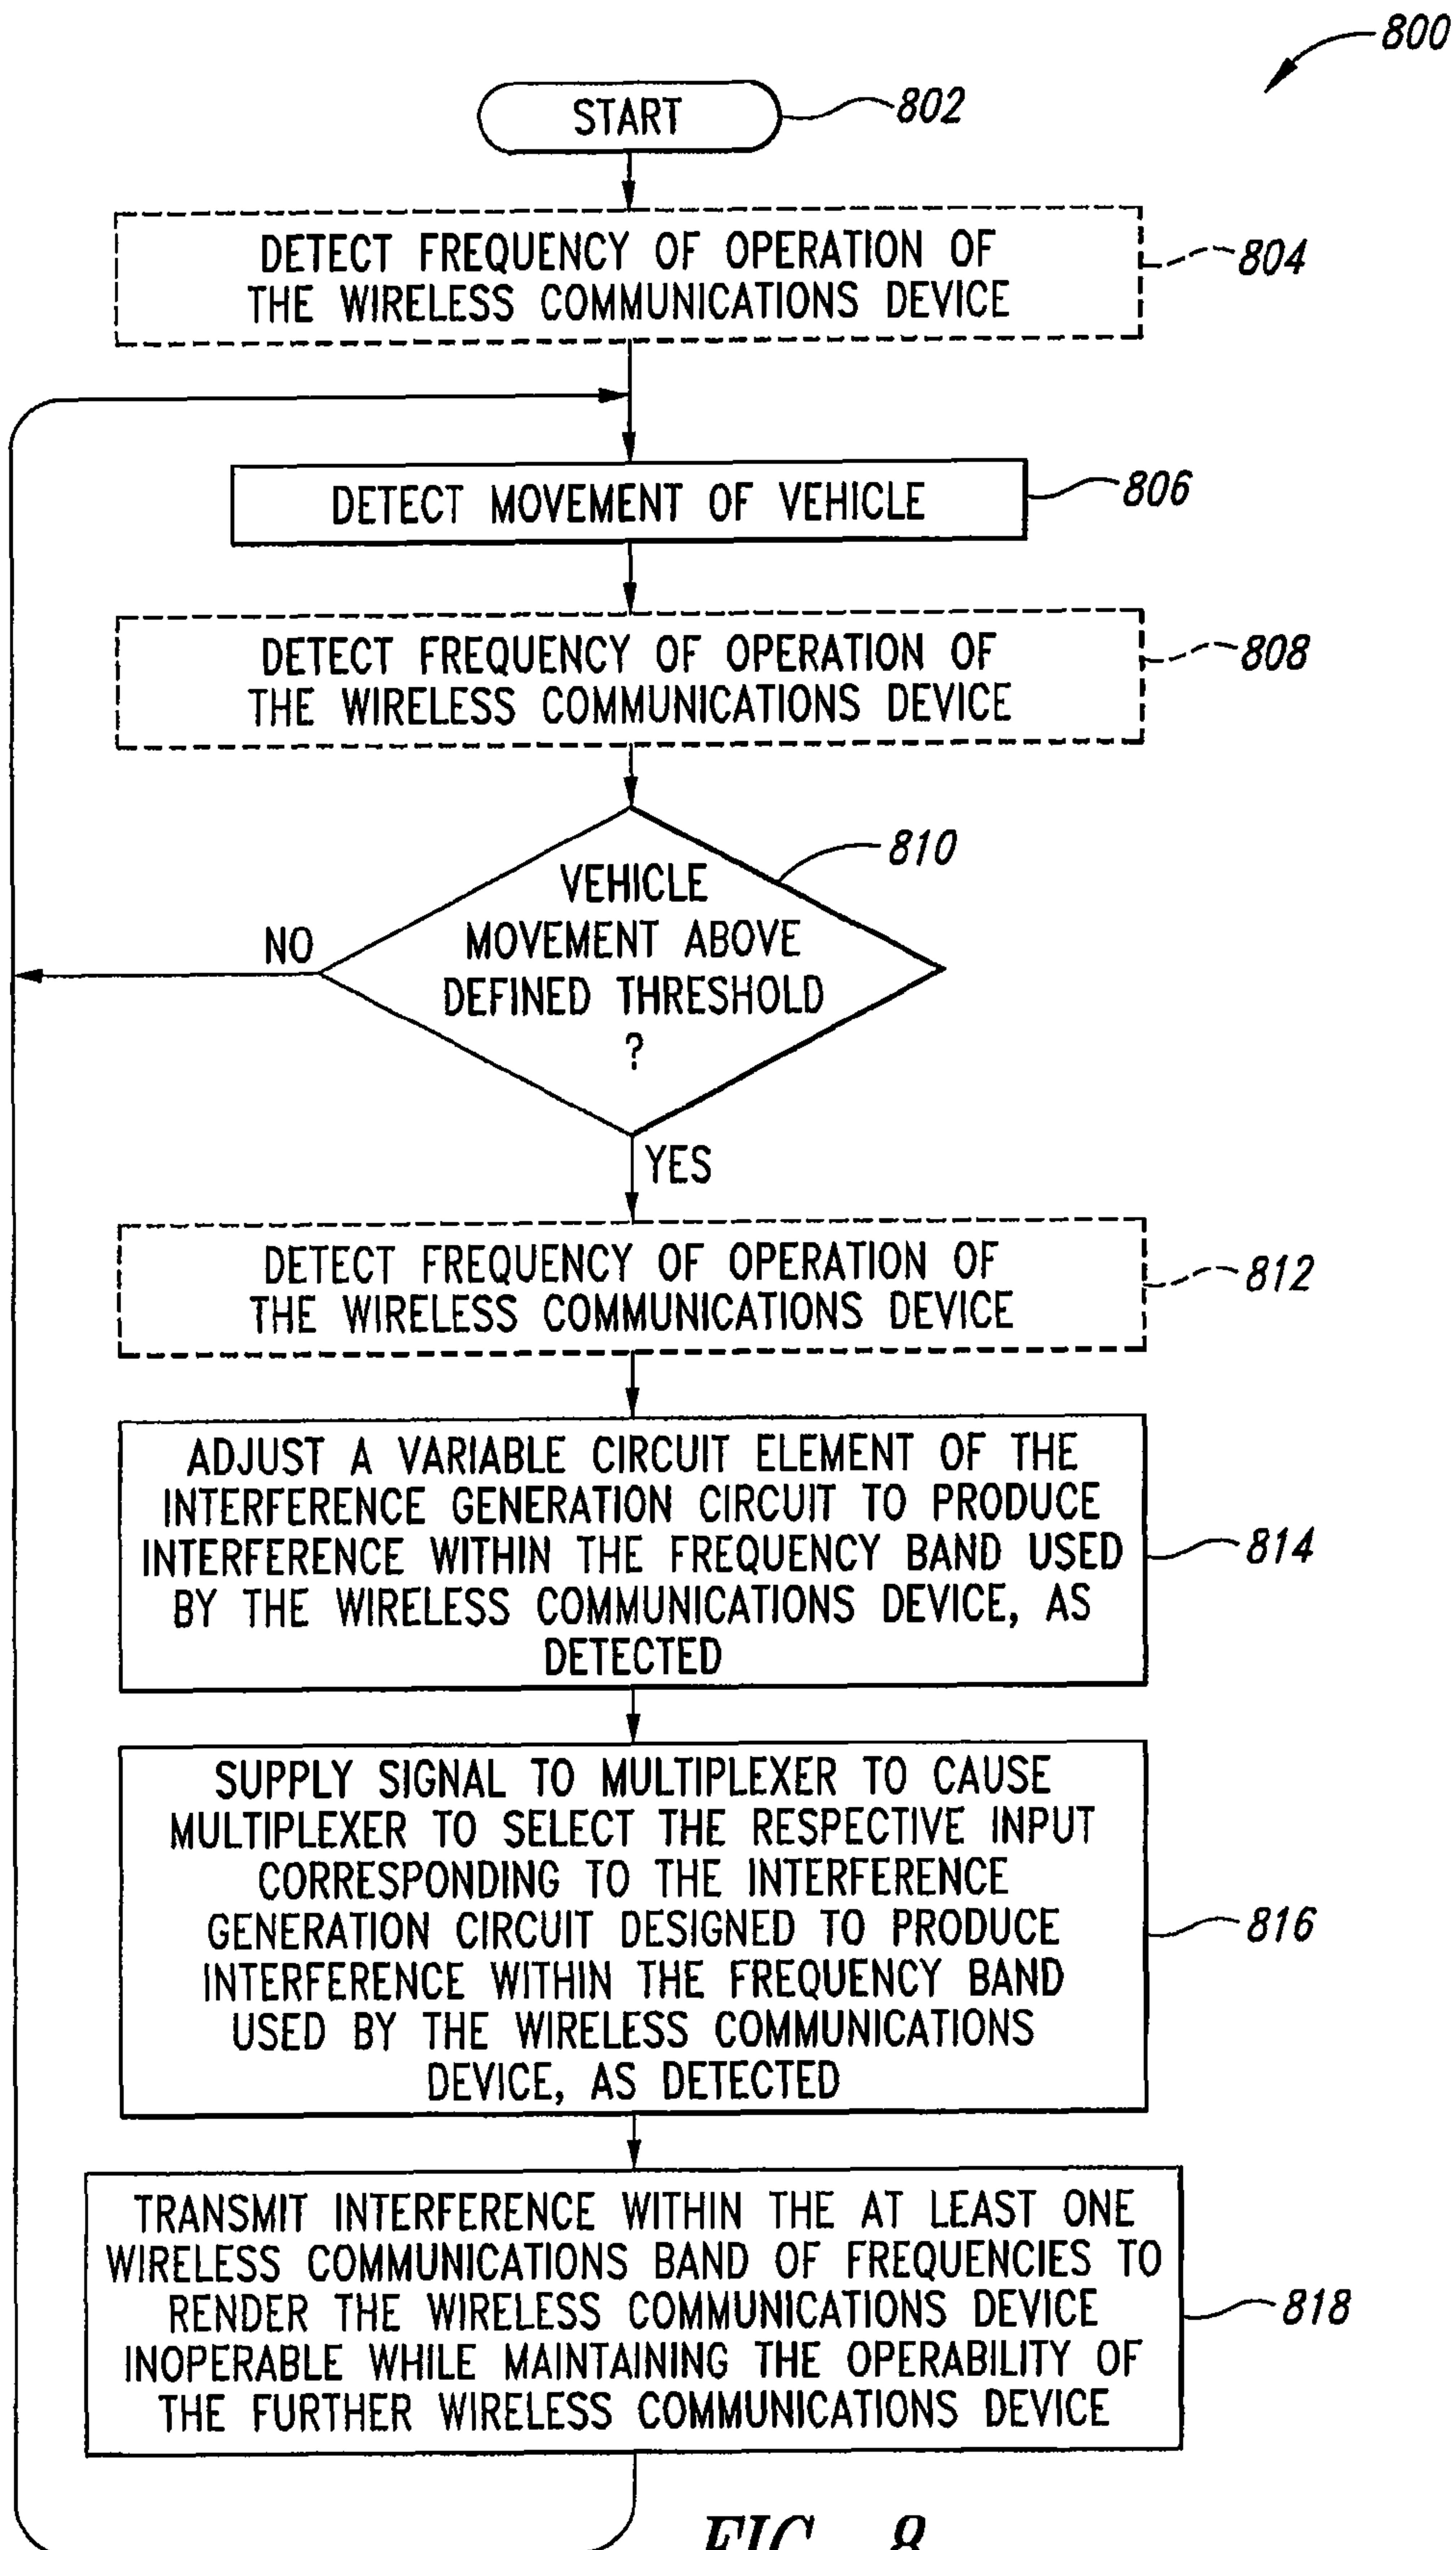 800
START
802
DETECT FREQUENCY OF OPERATION OF
THE WIRELESS COMMUNICATIONS DEVICE
804
DETECT MOVEMENT OF VEHICLE
806
DETECT FREQUENCY OF OPERATION OF
THE WIRELESS COMMUNICATIONS DEVICE
808
810
VEHICLE
MOVEMENT ABOVE
DEFINED THRESHOLD
?
NO
YES
DETECT FREQUENCY OF OPERATION OF
THE WIRELESS COMMUNICATIONS DEVICE
812
ADJUST A VARIABLE CIRCUIT ELEMENT OF THE
INTERFERENCE GENERATION CIRCUIT TO PRODUCE
INTERFERENCE WITHIN THE FREQUENCY BAND USED
BY THE WIRELESS COMMUNICATIONS DEVICE, AS
DETECTED
814
SUPPLY SIGNAL TO MULTIPLEXER TO CAUSE
MULTIPLEXER TO SELECT THE RESPECTIVE INPUT
CORRESPONDING TO THE INTERFERENCE
GENERATION CIRCUIT DESIGNED TO PRODUCE
INTERFERENCE WITHIN THE FREQUENCY BAND
USED BY THE WIRELESS COMMUNICATIONS
DEVICE, AS DETECTED
816
TRANSMIT INTERFERENCE WITHIN THE AT LEAST ONE
WIRELESS COMMUNICATIONS BAND OF FREQUENCIES TO
RENDER THE WIRELESS COMMUNICATIONS DEVICE
INOPERABLE WHILE MAINTAINING THE OPERABILITY OF
THE FURTHER WIRELESS COMMUNICATIONS DEVICE
818
FIG. 8